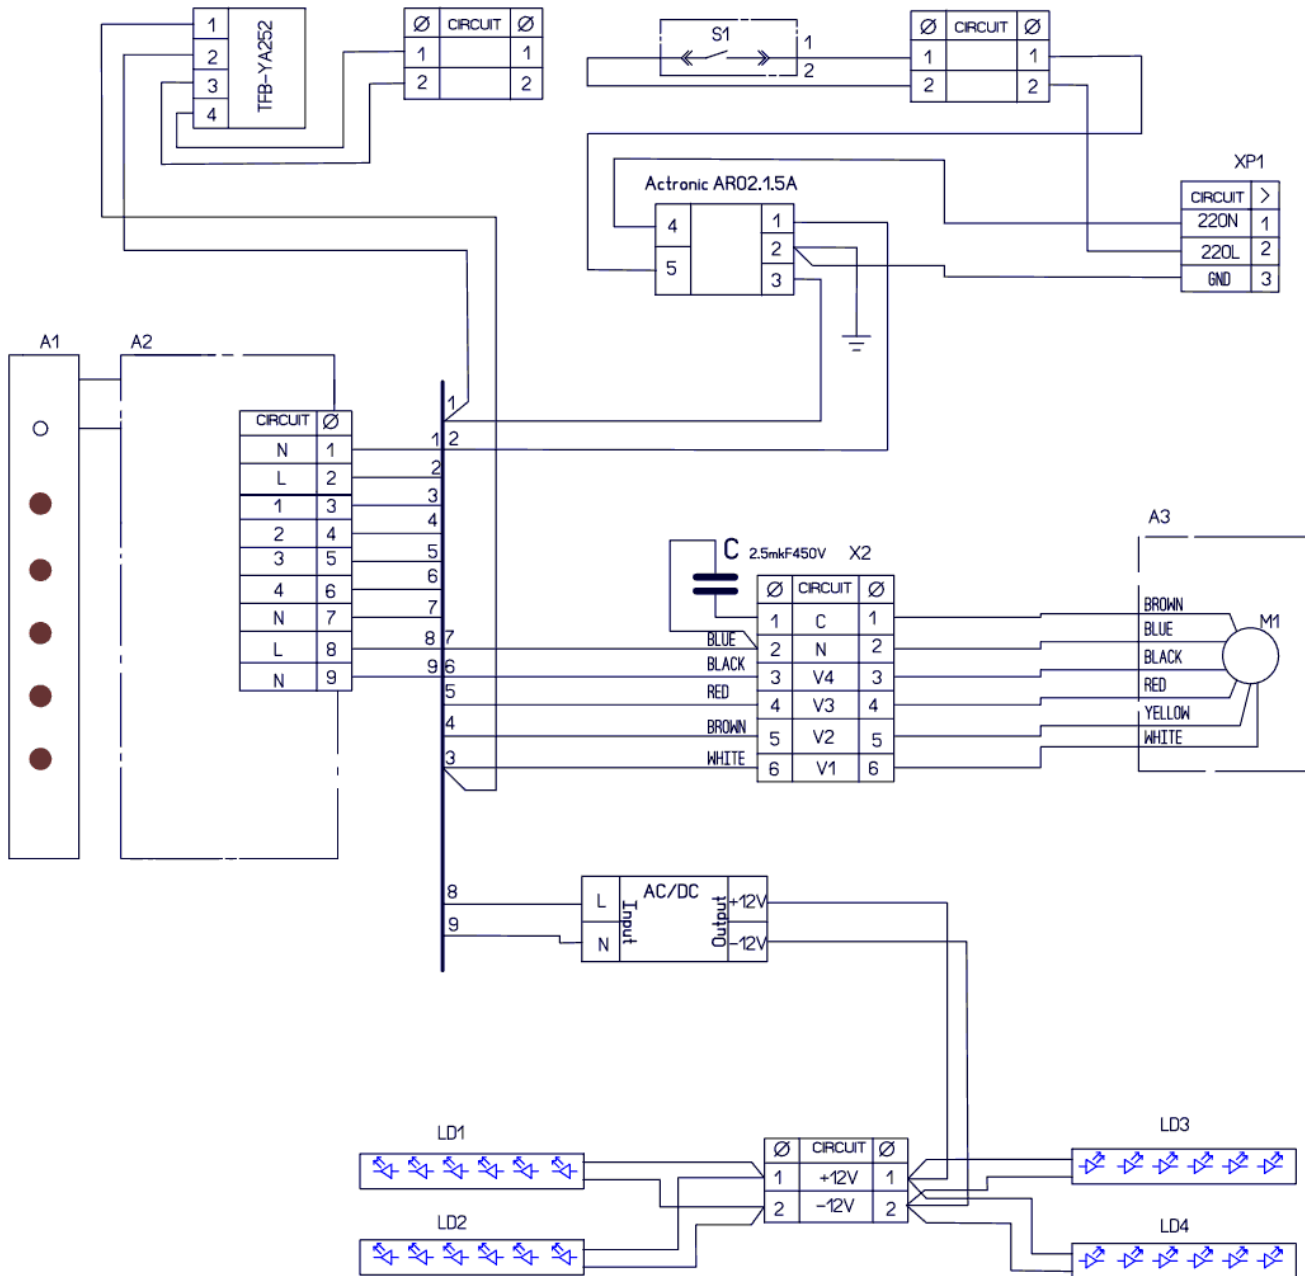 1
2
3
4
TFB-YA252
Ø CIRCUIT Ø
1 1
2 2
S1
1
2
Ø CIRCUIT Ø
1 1
2 2
Actronic AR02.1.5A
4
5
1
2
3
XP1
CIRCUIT >
220N 1
220L 2
GND 3
A1
A2
CIRCUIT Ø
N 1
L 2
1 3
2 4
3 5
4 6
N 7
L 8
N 9
1
1 2
2
3
4
5
6
7
8 7
9 6
5
4
3
8
9
C 2.5mkF450V
X2
BLUE
BLACK
RED
BROWN
WHITE
Ø CIRCUIT Ø
1 C 1
2 N 2
3 V4 3
4 V3 4
5 V2 5
6 V1 6
A3
BROWN
BLUE
BLACK
RED
YELLOW
WHITE
M1
AC/DC
L
N
Input
Output
+12V
-12V
LD1
LD2
Ø CIRCUIT Ø
1 +12V 1
2 -12V 2
LD3
LD4